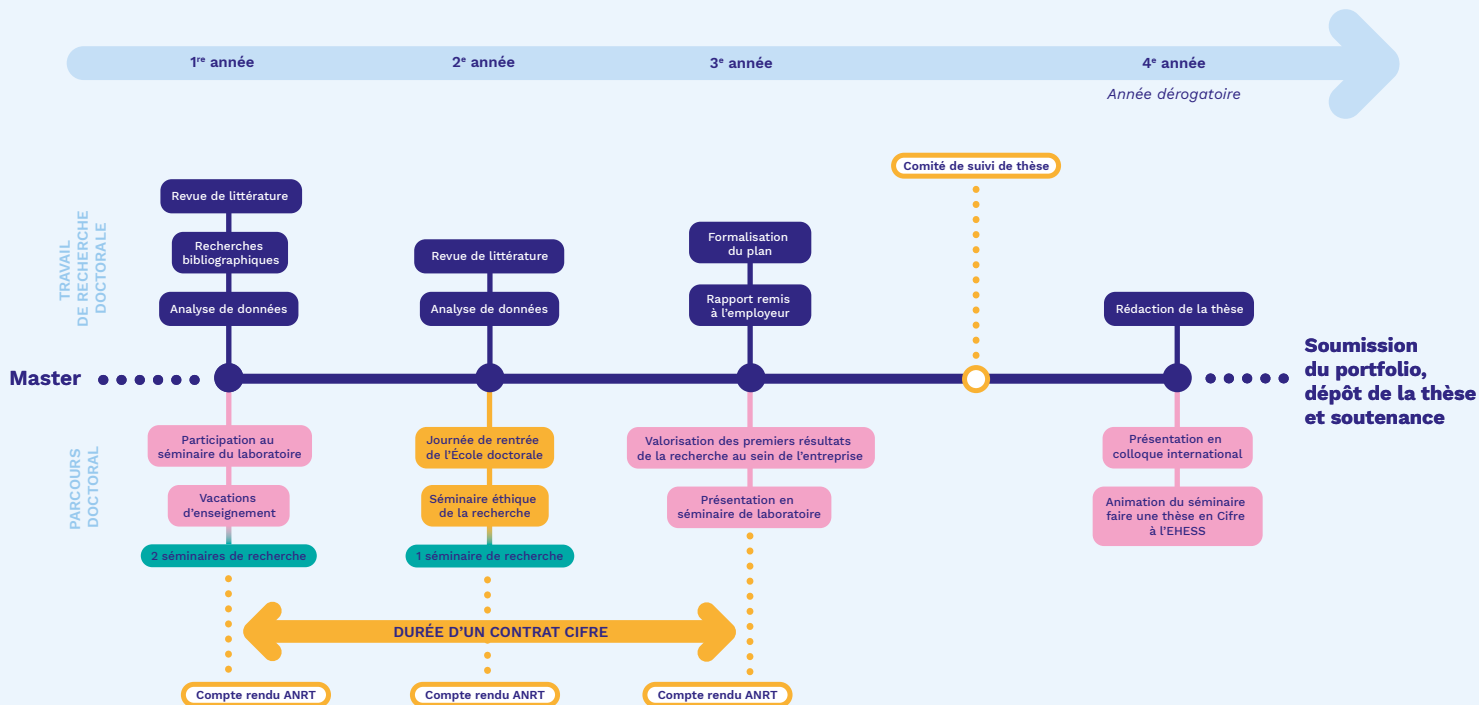 1re année
2e année
3e année
4e année
Année dérogatoire
Comité de suivi de thèse
TRAVAIL
DE RECHERCHE
DOCTORALE
Revue de littérature
Recherches
bibliographiques
Analyse de données
Revue de littérature
Analyse de données
Formalisation
du plan
Rapport remis
à l’employeur
Rédaction de la thèse
Master
Soumission
du portfolio,
dépôt de la thèse
et soutenance
PARCOURS
DOCTORAL
Participation au
séminaire du laboratoire
Vacations
d’enseignement
2 séminaires de recherche
Journée de rentrée
de l’École doctorale
Séminaire éthique
de la recherche
1 séminaire de recherche
Valorisation des premiers résultats
de la recherche au sein de l’entreprise
Présentation en
séminaire de laboratoire
Présentation en
colloque international
Animation du séminaire
faire une thèse en Cifre
à l’EHESS
DURÉE D’UN CONTRAT CIFRE
Compte rendu ANRT
Compte rendu ANRT
Compte rendu ANRT